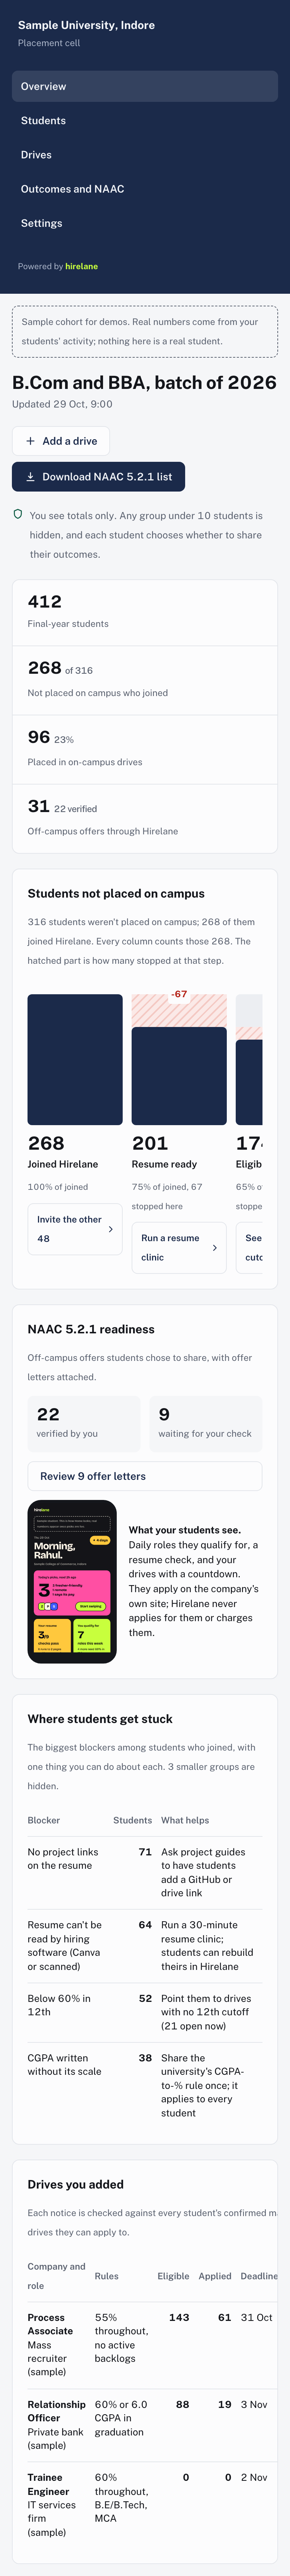 Sample University, Indore
Placement cell
Overview
Students
Drives
Outcomes and NAAC
Settings
Powered by hirelane
Sample cohort for demos. Real numbers come from your
students' activity; nothing here is a real student.
B.Com and BBA, batch of 2026
Updated 29 Oct, 9:00
Add a drive
Download NAAC 5.2.1 list
You see totals only. Any group under 10 students is
hidden, and each student chooses whether to share
their outcomes.
412
Final-year students
268 of 316
Not placed on campus who joined
96 23%
Placed in on-campus drives
31 22 verified
Off-campus offers through Hirelane
Students not placed on campus
316 students weren't placed on campus; 268 of them
joined Hirelane. Every column counts those 268. The
hatched part is how many stopped at that step.
-67
268
Joined Hirelane
100% of joined
Invite the other
48
201
Resume ready
75% of joined, 67
stopped here
Run a resume
clinic
17
Eligib
65% o
stoppe
See
cuto
NAAC 5.2.1 readiness
Off-campus offers students chose to share, with offer
letters attached.
22
verified by you
9
waiting for your check
Review 9 offer letters
hirelane
Morning,
Rahul.
3
Start swiping
3/9
checks pass
7
roles this week
What your students see.
Daily roles they qualify for, a
resume check, and your
drives with a countdown.
They apply on the company's
own site; Hirelane never
applies for them or charges
them.
Where students get stuck
The biggest blockers among students who joined, with
one thing you can do about each. 3 smaller groups are
hidden.
Blocker Students What helps
No project links
on the resume
71
Ask project guides
to have students
add a GitHub or
drive link
Resume can't be
read by hiring
software (Canva
or scanned)
64
Run a 30-minute
resume clinic;
students can rebuild
theirs in Hirelane
Below 60% in
12th
52
Point them to drives
with no 12th cutoff
(21 open now)
CGPA written
without its scale
38
Share the
university's CGPA-
to-% rule once; it
applies to every
student
Drives you added
Each notice is checked against every student's confirmed m
drives they can apply to.
Company and
role
Rules Eligible Applied Deadline
Process
Associate
Mass
recruiter
(sample)
55%
throughout,
no active
backlogs
143 61 31 Oct
Relationship
Officer
Private bank
(sample)
60% or 6.0
CGPA in
graduation
88 19 3 Nov
Trainee
Engineer
IT services
firm
(sample)
60%
throughout,
B.E/B.Tech,
MCA
0 0 2 Nov